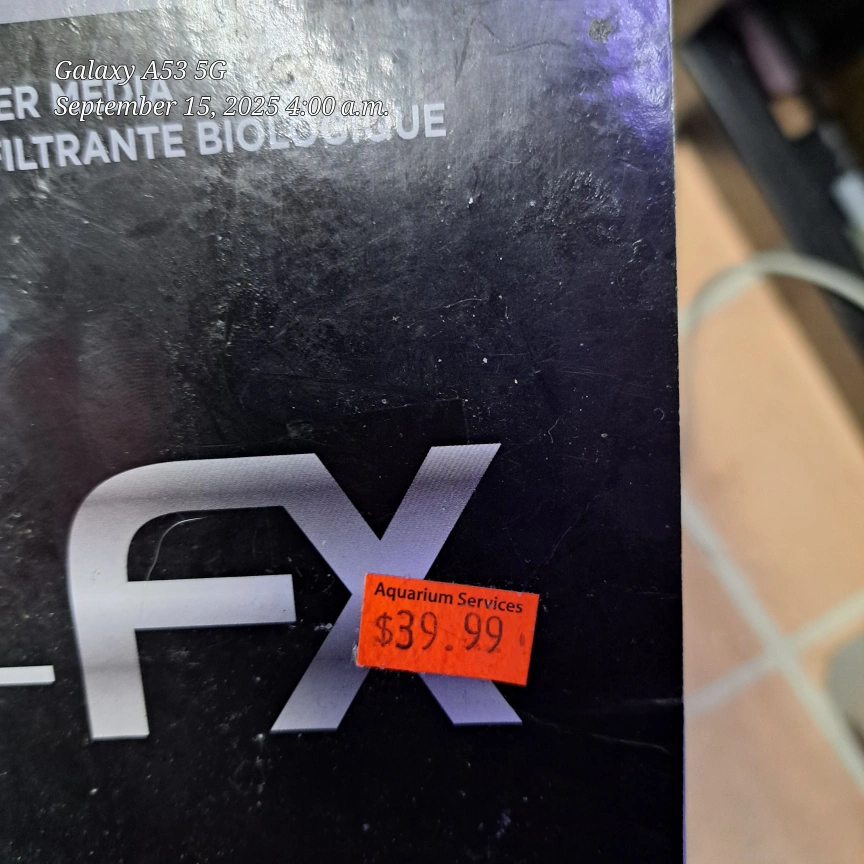 Galaxy A53 5G
September 15, 2025 4:00 a.m.
ER MEDIA
FILTRANTE BIOLOGIQUE
FX
Aquarium Services
$39.99